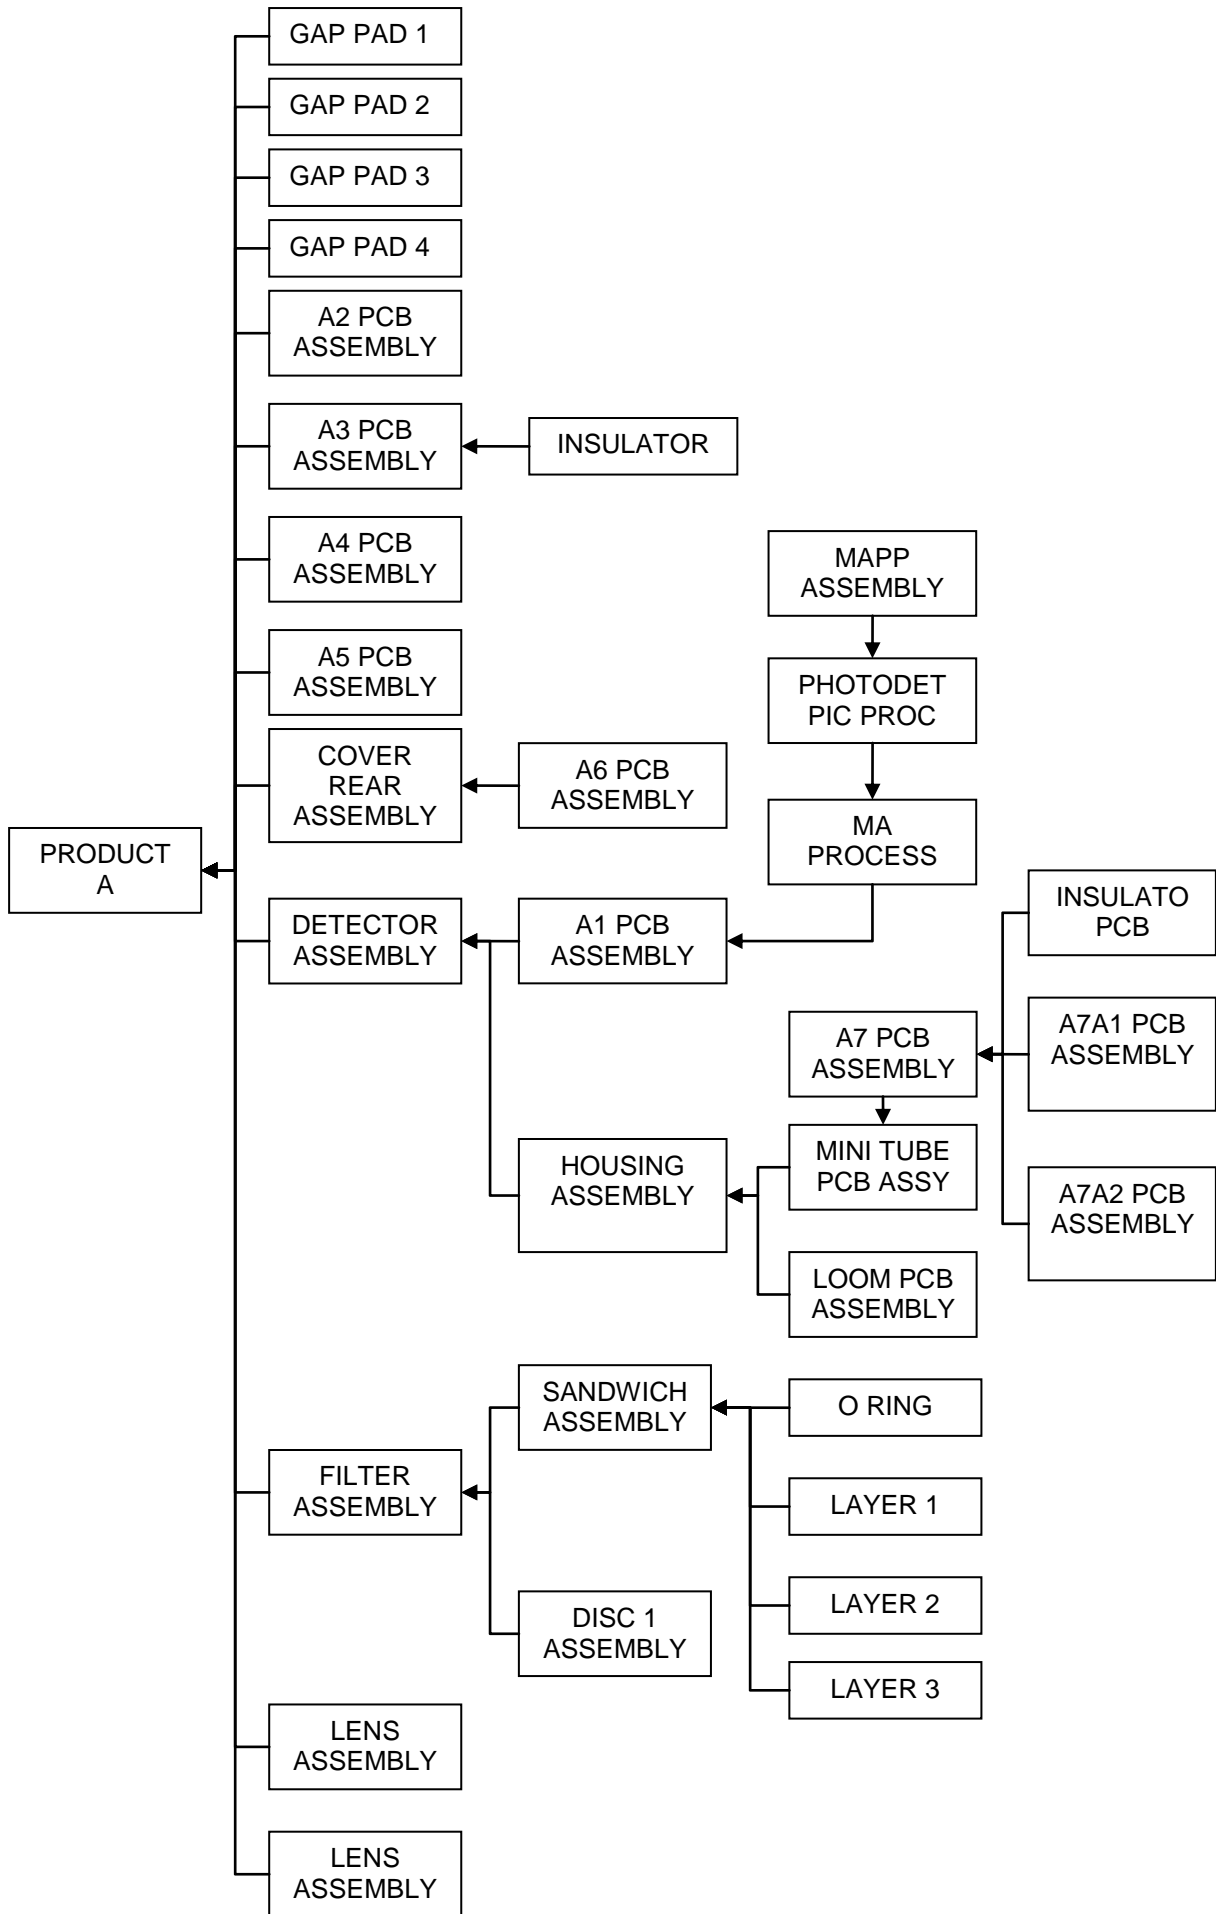 GAP PAD 1
GAP PAD 2
GAP PAD 3
GAP PAD 4
A2 PCB
ASSEMBLY
A3 PCB
ASSEMBLY
INSULATOR
A4 PCB
ASSEMBLY
MAPP
ASSEMBLY
A5 PCB
ASSEMBLY
PHOTODET
PIC PROC
COVER
REAR
ASSEMBLY
A6 PCB
ASSEMBLY
MA
PROCESS
PRODUCT
A
DETECTOR
ASSEMBLY
A1 PCB
ASSEMBLY
INSULATO
PCB
A7 PCB
ASSEMBLY
A7A1 PCB
ASSEMBLY
HOUSING
ASSEMBLY
MINI TUBE
PCB ASSY
A7A2 PCB
ASSEMBLY
LOOM PCB
ASSEMBLY
SANDWICH
ASSEMBLY
O RING
FILTER
ASSEMBLY
LAYER 1
LAYER 2
DISC 1
ASSEMBLY
LAYER 3
LENS
ASSEMBLY
LENS
ASSEMBLY